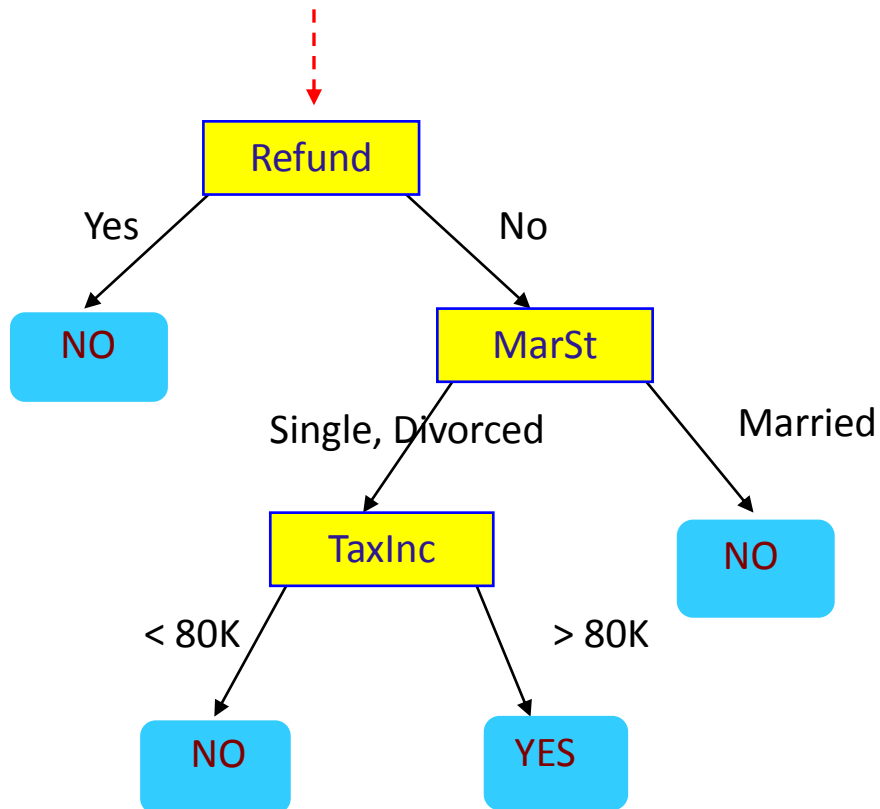 Refund
Yes
No
NO
MarSt
Single, Divorced
Married
TaxInc
NO
< 80K
> 80K
NO
YES